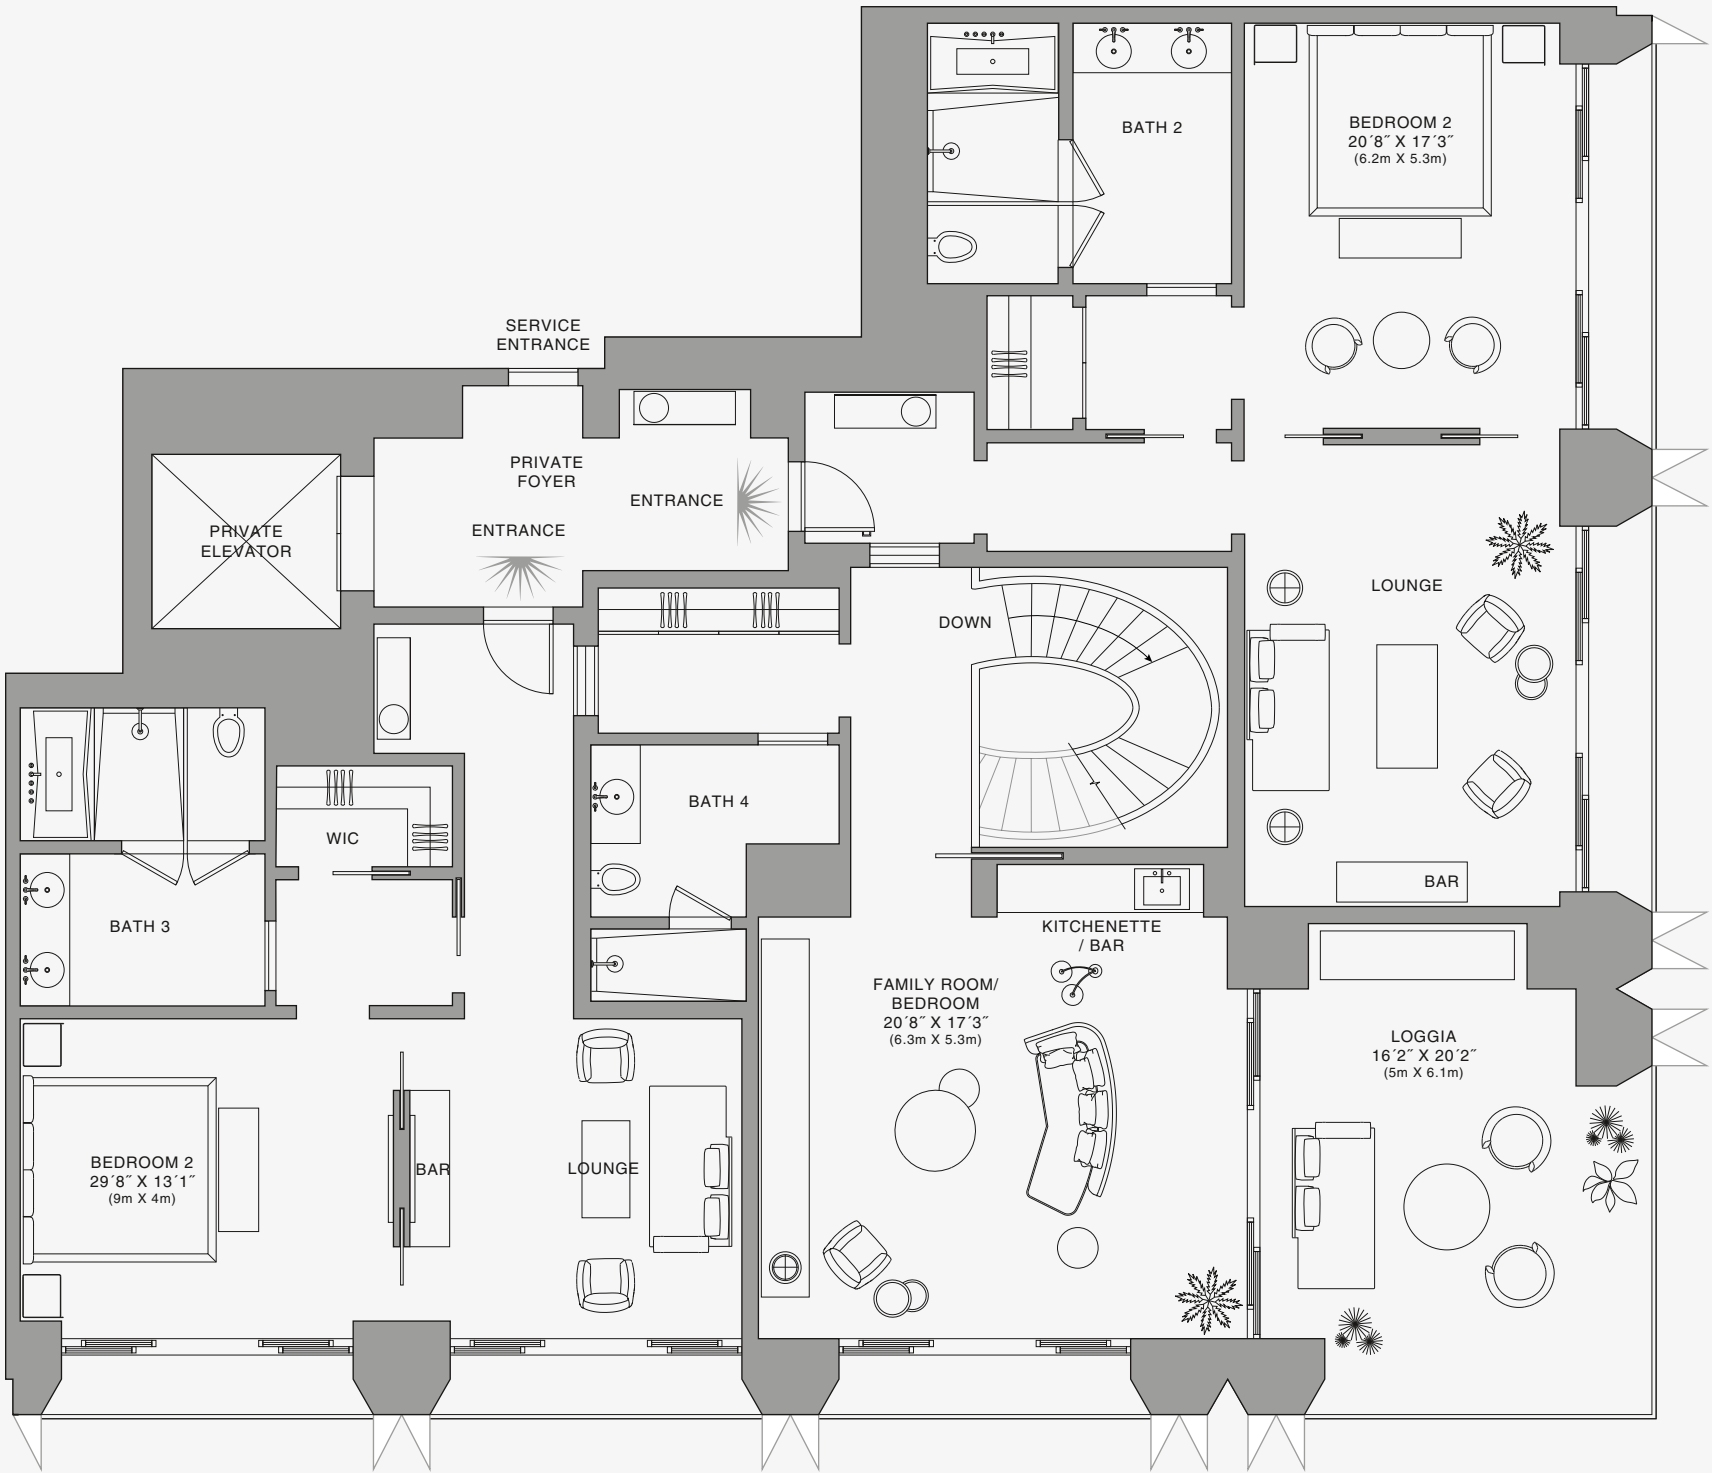 BATH 2
BEDROOM 2
20´8˝ X 17´3˝
(6.2m X 5.3m)
SERVICE
ENTRANCE
PRIVATE
FOYER
ENTRANCE
ENTRANCE
PRIVATE
ELEVATOR
LOUNGE
DOWN
BATH 4
WIC
BAR
BATH 3
KITCHENETTE
/ BAR
FAMILY ROOM/
BEDROOM
20´8˝ X 17´3˝
(6.3m X 5.3m)
LOGGIA
16´2˝ X 20´2˝
(5m X 6.1m)
BEDROOM 2
29´8˝ X 13´1˝
(9m X 4m)
BAR
LOUNGE